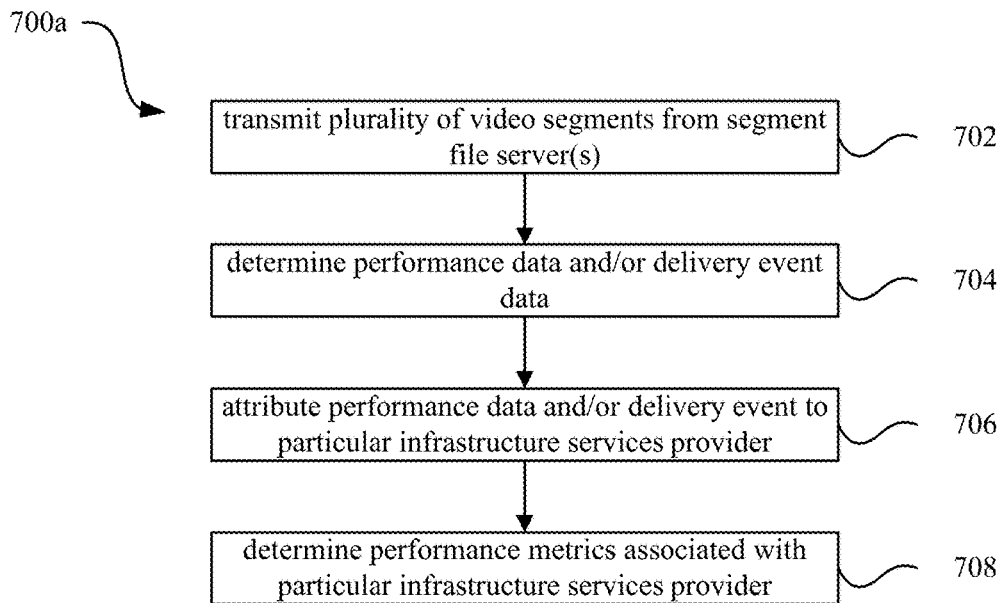 700a
transmit plurality of video segments from segment
file server(s)
702
determine performance data and/or delivery event
data
704
attribute performance data and/or delivery event to
particular infrastructure services provider
706
determine performance metrics associated with
particular infrastructure services provider
708